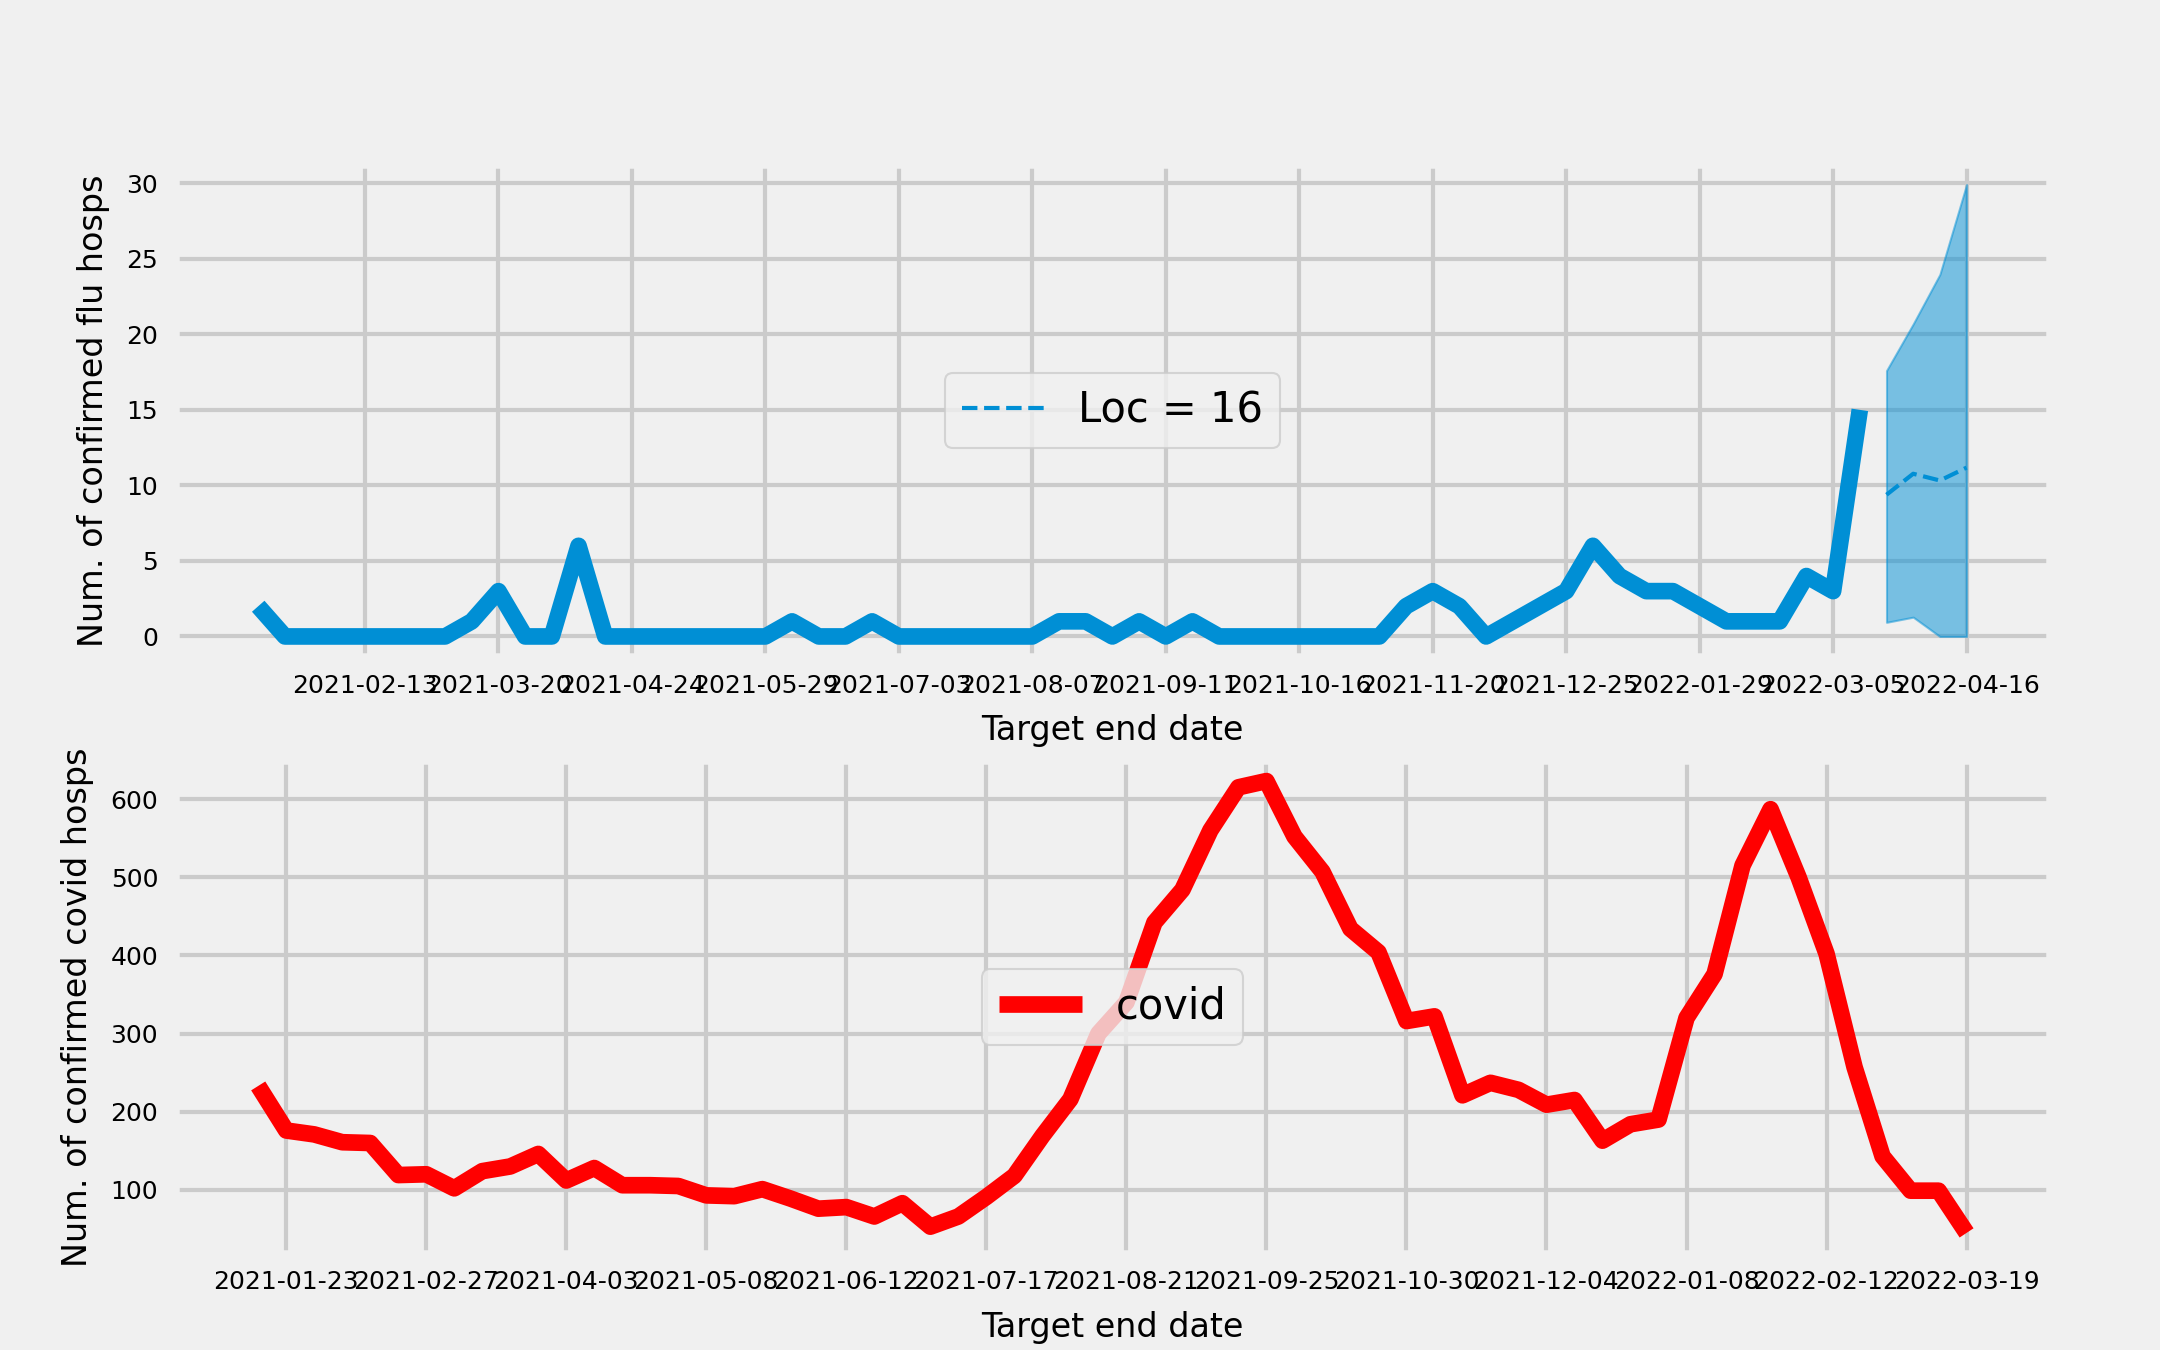 Num. of confirmed flu hosps
30
25
20
15
10
5
0
Loc = 16
2021-02-13 2021-03-20 2021-04-24 2021-05-29 2021-07-03 2021-08-07 2021-09-11 2021-10-16 2021-11-20 2021-12-25 2022-01-29 2022-03-05 2022-04-16
Target end date
Num. of confirmed covid hosps
600
500
400
300
200
100
covid
2021-01-23 2021-02-27 2021-04-03 2021-05-08 2021-06-12 2021-07-17 2021-08-21 2021-09-25 2021-10-30 2021-12-04 2022-01-08 2022-02-12 2022-03-19
Target end date